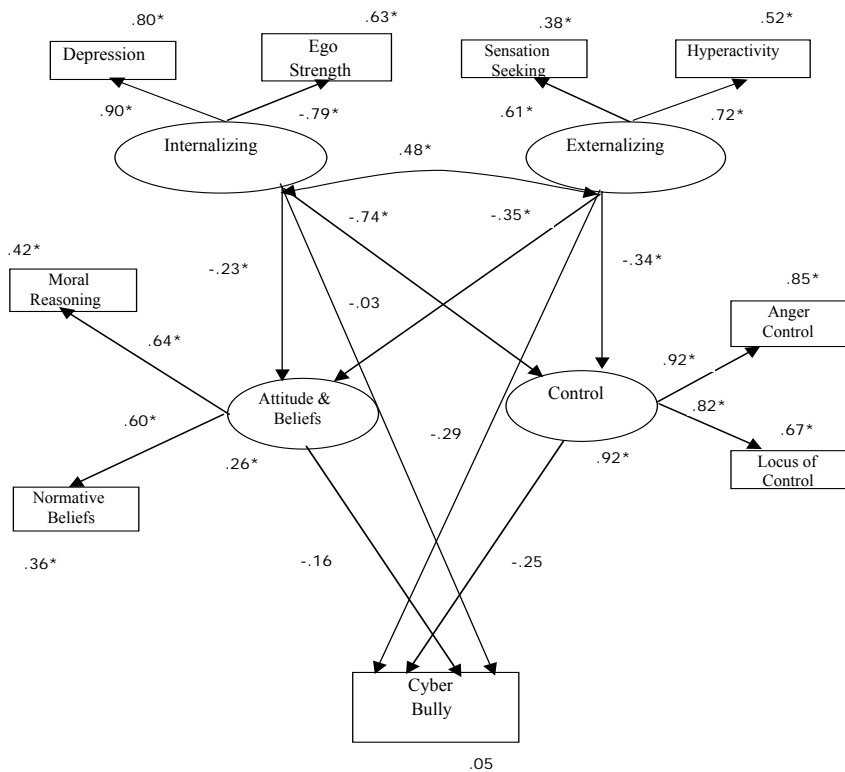 .80*
.63*
.38*
.52*
Depression
Ego
Strength
Sensation
Seeking
Hyperactivity
.90*
-.79*
.61*
.72*
Internalizing
.48*
Externalizing
-.74*
-.35*
.42*
-.23*
-.03
-.34*
.85*
Moral
Reasoning
Anger
Control
.64*
.92*
Attitude &
Beliefs
Control
.82*
.60*
-.29
.67*
.26*
.92*
Locus of
Control
Normative
Beliefs
.36*
-.16
-.25
Cyber
Bully
.05